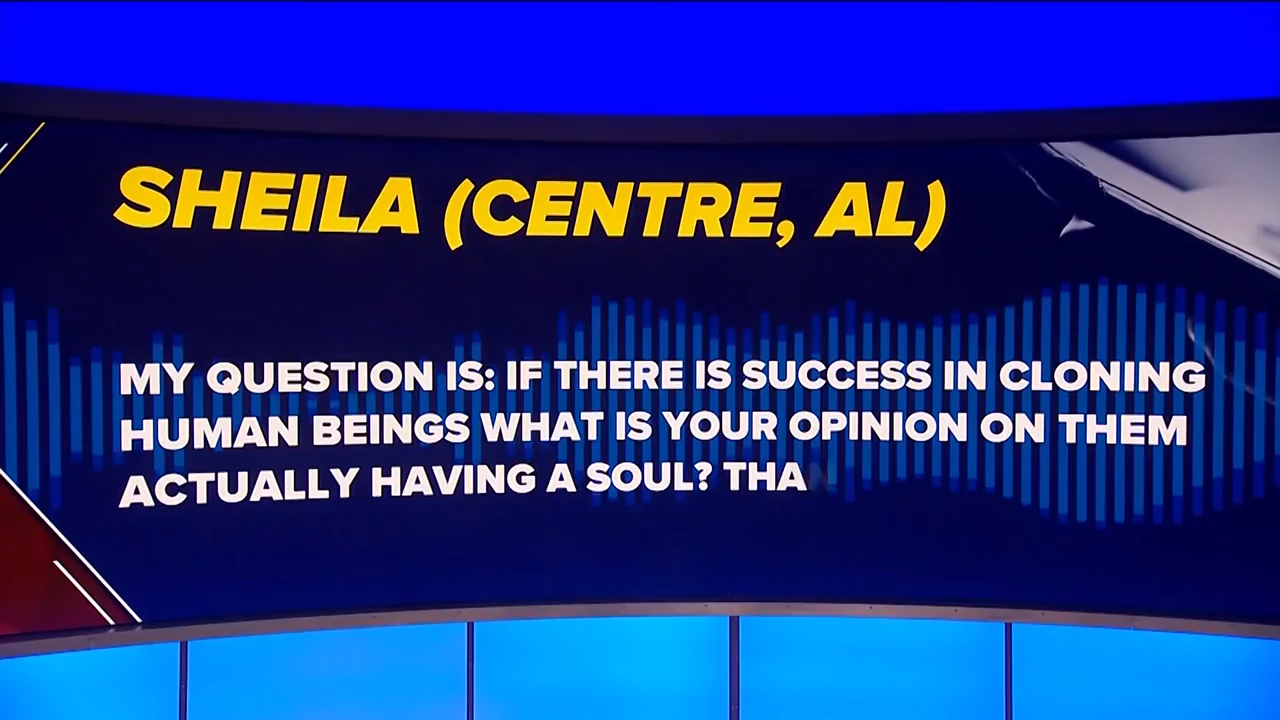 SHEILA (CENTRE, AL)
MY QUESTION IS: IF THERE IS SUCCESS IN CLONING
HUMAN BEINGS WHAT IS YOUR OPINION ON THEM
ACTUALLY HAVING A SOUL? THA